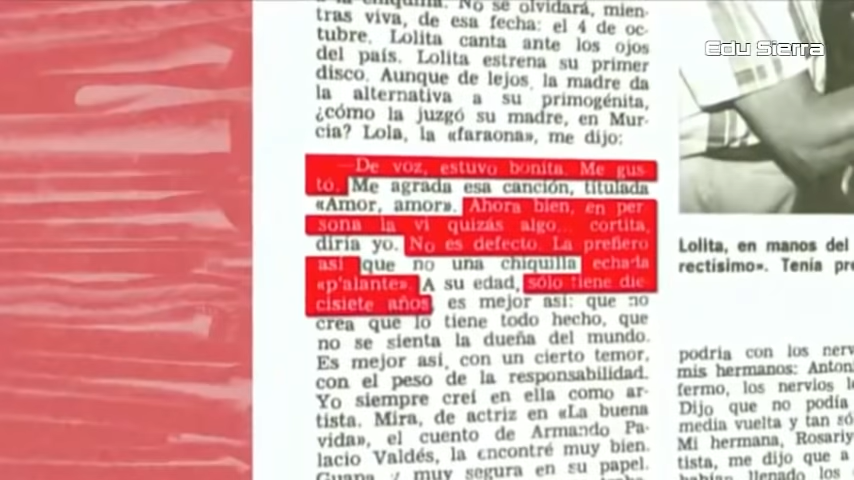 a la chiquilla. No se olvidará, mien-
tras viva, de esa fecha: el 4 de oc-
tubre. Lolita canta ante los ojos
del país. Lolita estrena su primer
disco. Aunque de lejos, la madre da
la alternativa a su primogénita,
¿cómo la juzgó su madre, en Mur-
cia? Lola, la «faraona», me dijo:
—De voz, estuvo bonita. Me gus
tó. Me agrada esa canción, titulada
«Amor, amor». Ahora bien, en per
sona la vi quizás algo... cortita,
diría yo. No es defecto. La prefiero
así que no una chiquilla echada
«p'alante». A su edad, sólo tiene die
cisiete años, es mejor así: que no
crea que lo tiene todo hecho, que
no se sienta la dueña del mundo.
Es mejor así, con un cierto temor,
con el peso de la responsabilidad.
Yo siempre creí en ella como ar-
tista. Mira, de actriz en «La buena
vida», el cuento de Armando Pa-
lacio Valdés, la encontré muy bien.
Guapa y muy segura en su papel.
Edu Sierra
Lolita, en manos del
rectísimo». Tenía pre
podría con los nerv
mis hermanos: Antoni
fermo, los nervios lo
Dijo que no podía
media vuelta y tan só
Mi hermana, Rosariy
tista, me dijo que a
habían llenado los